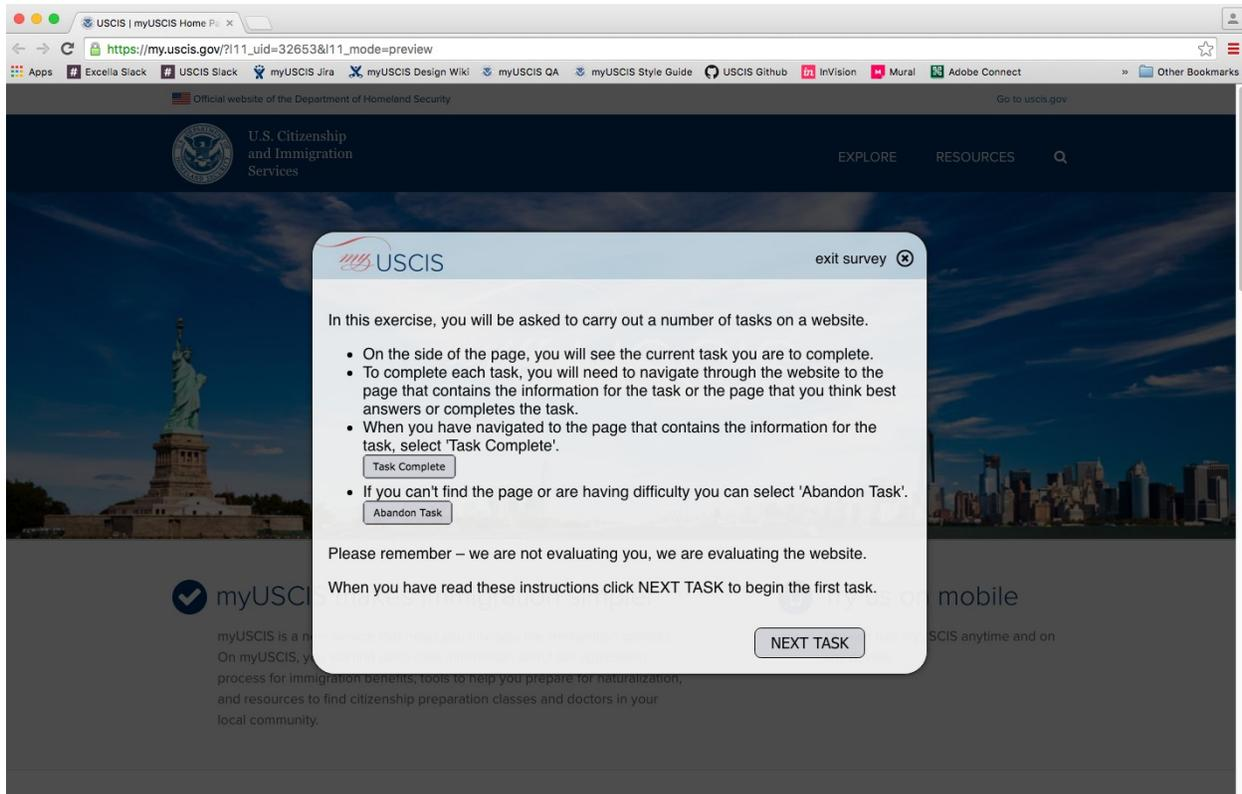 USCIS | myUSCIS Home Pa
https://my.uscis.gov/?l11_uid=32653&l11_mode=preview
Apps Excella Slack USCIS Slack myUSCIS Jira myUSCIS Design Wiki myUSCIS QA myUSCIS Style Guide USCIS Github InVision Mural Adobe Connect » Other Bookmarks
Official website of the Department of Homeland Security Go to uscis.gov
U.S. Citizenship
and Immigration
Services
EXPLORE RESOURCES
my USCIS exit survey
In this exercise, you will be asked to carry out a number of tasks on a website.
• On the side of the page, you will see the current task you are to complete.
• To complete each task, you will need to navigate through the website to the
page that contains the information for the task or the page that you think best
answers or completes the task.
• When you have navigated to the page that contains the information for the
task, select 'Task Complete'.
Task Complete
• If you can't find the page or are having difficulty you can select 'Abandon Task'.
Abandon Task
Please remember – we are not evaluating you, we are evaluating the website.
When you have read these instructions click NEXT TASK to begin the first task.
NEXT TASK
myUSCIS makes immigration simpler
on mobile
myUSCIS is a
On myUSCIS,
process for immigration benefits, tools to help you prepare for naturalization,
and resources to find citizenship preparation classes and doctors in your
local community.
SCIS anytime and on